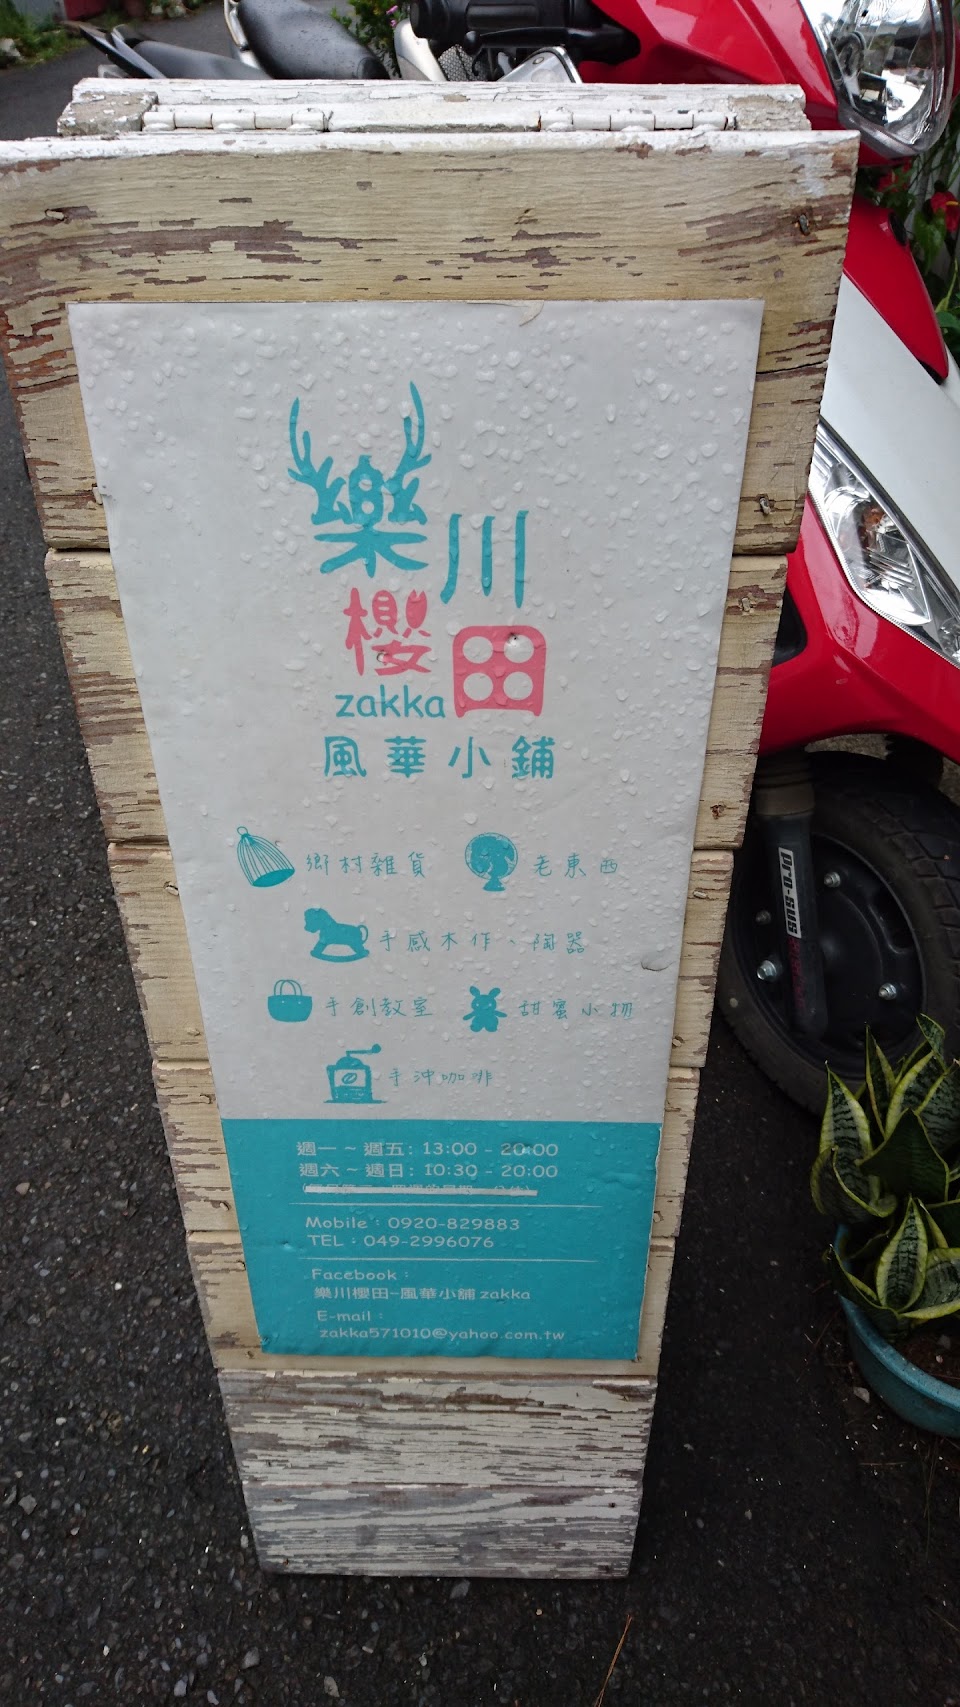 樂川
櫻田
zakka
風華小鋪
鄉村雜貨 老東西
手感木作、陶器
手創教室 甜蜜小物
手沖咖啡
週一 ~ 週五: 13:00 - 20:00
週六 ~ 週日: 10:30 - 20:00
Mobile : 0920-829883
TEL : 049-2996076
Facebook :
樂川櫻田-風華小舖 zakka
E-mail :
zakka571010@yahoo.com.tw
pro-sus